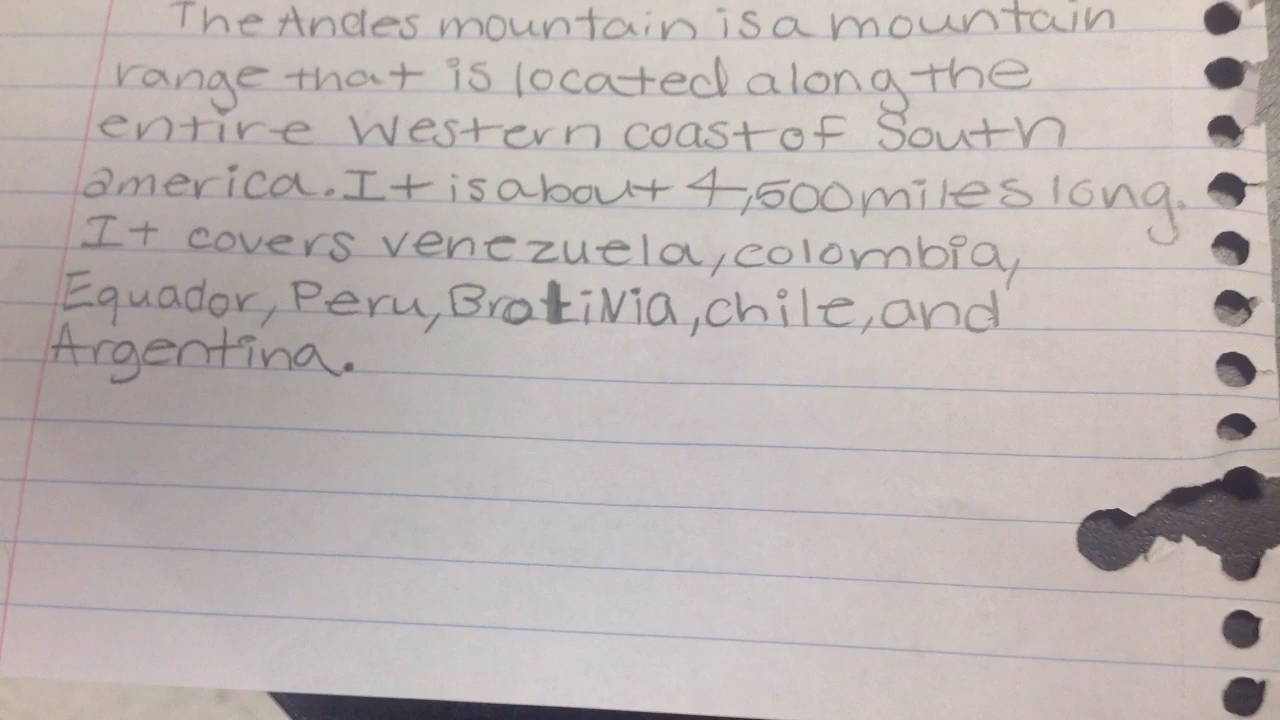 The Andes mountain is a mountain
range that is located along the
entire Western coast of South
america. It is about 4,500 miles long.
It covers venezuela, colombia,
Equador, Peru, Brotivia, chile, and
Argentina.